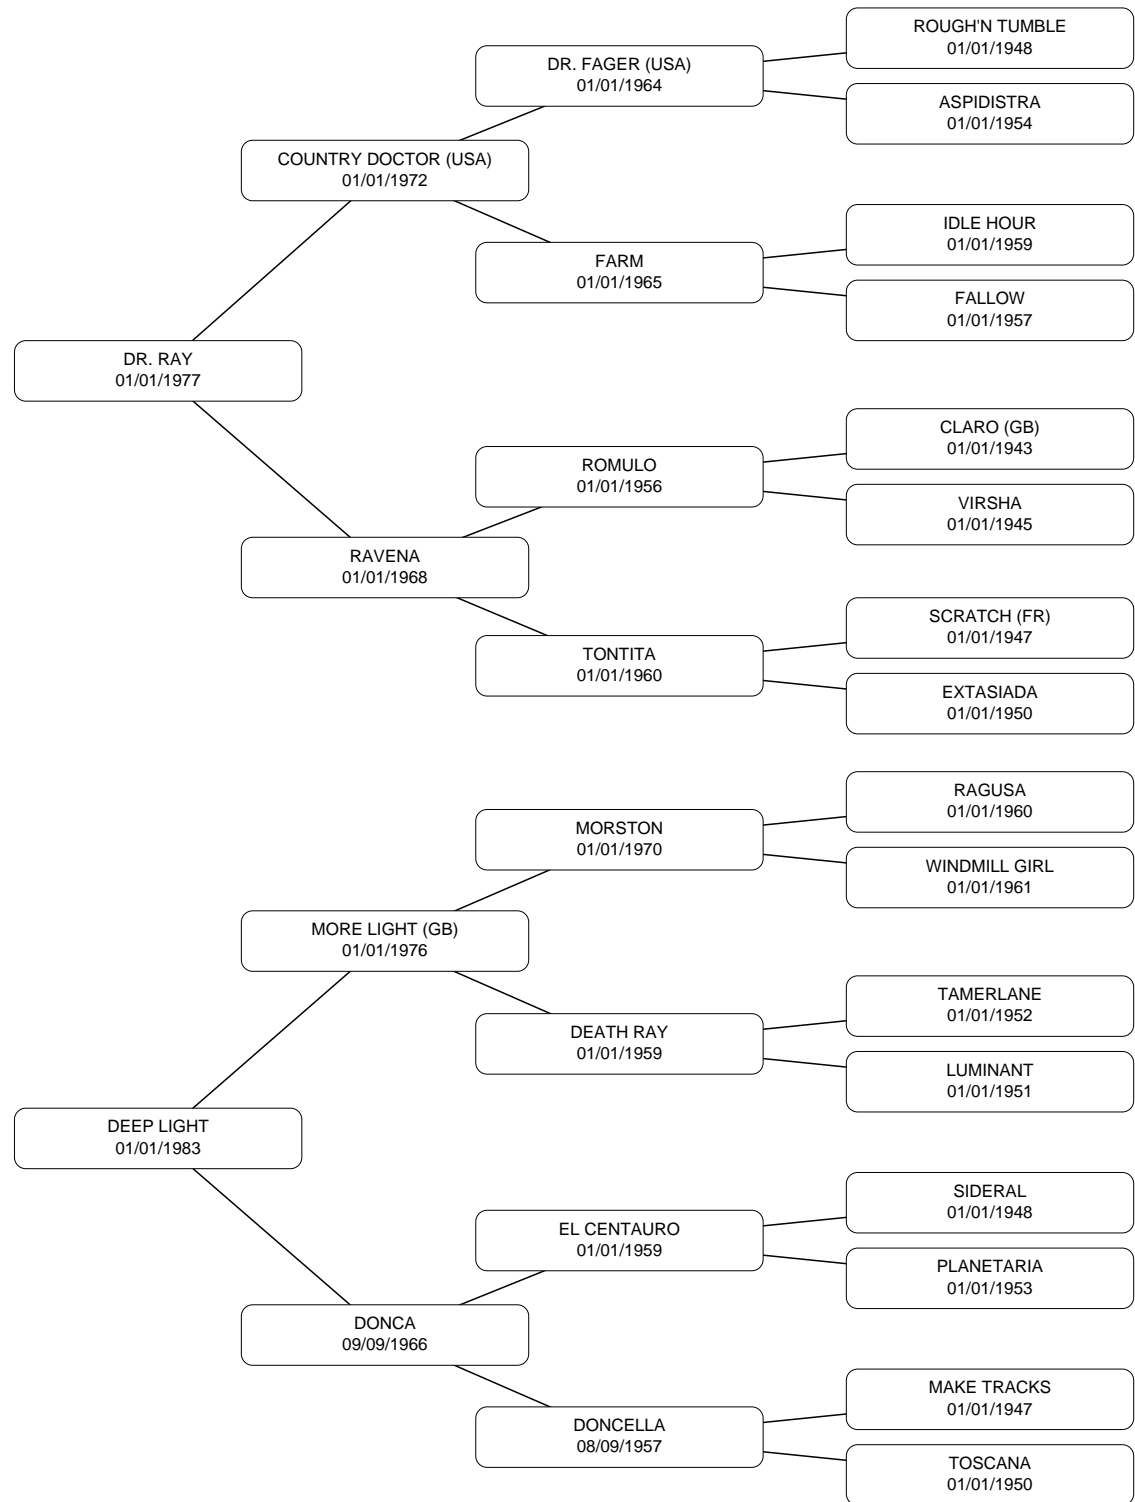 ROUGH'N TUMBLE
01/01/1948
DR. FAGER (USA)
01/01/1964
ASPIDISTRA
01/01/1954
COUNTRY DOCTOR (USA)
01/01/1972
IDLE HOUR
01/01/1959
FARM
01/01/1965
FALLOW
01/01/1957
DR. RAY
01/01/1977
CLARO (GB)
01/01/1943
ROMULO
01/01/1956
VIRSHA
01/01/1945
RAVENA
01/01/1968
SCRATCH (FR)
01/01/1947
TONTITA
01/01/1960
EXTASIADA
01/01/1950
RAGUSA
01/01/1960
MORSTON
01/01/1970
WINDMILL GIRL
01/01/1961
MORE LIGHT (GB)
01/01/1976
TAMERLANE
01/01/1952
DEATH RAY
01/01/1959
LUMINANT
01/01/1951
DEEP LIGHT
01/01/1983
SIDERAL
01/01/1948
EL CENTAURO
01/01/1959
PLANETARIA
01/01/1953
DONCA
09/09/1966
MAKE TRACKS
01/01/1947
DONCELLA
08/09/1957
TOSCANA
01/01/1950